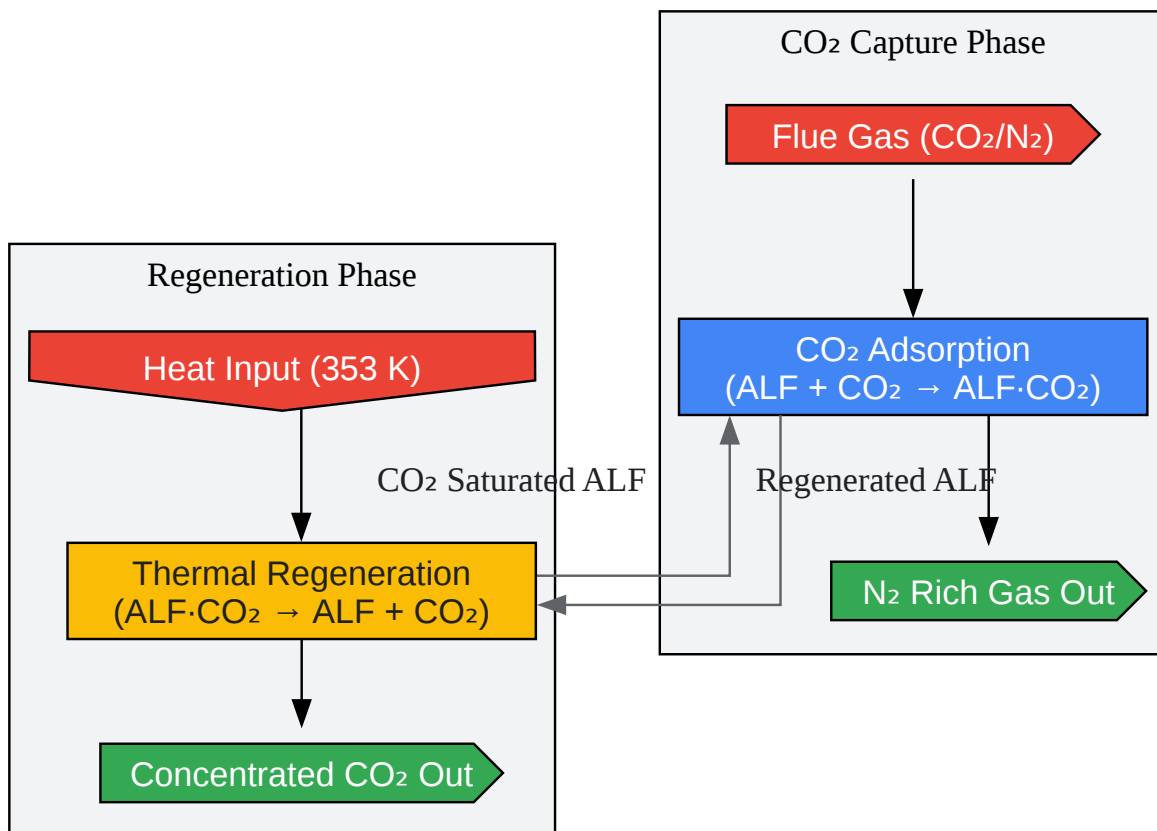 CO₂ Capture Phase
Flue Gas (CO₂/N₂)
Regeneration Phase
Heat Input (353 K)
CO₂ Adsorption
(ALF + CO₂ → ALF·CO₂)
CO₂ Saturated ALF
Regenerated ALF
Thermal Regeneration
(ALF·CO₂ → ALF + CO₂)
N₂ Rich Gas Out
Concentrated CO₂ Out